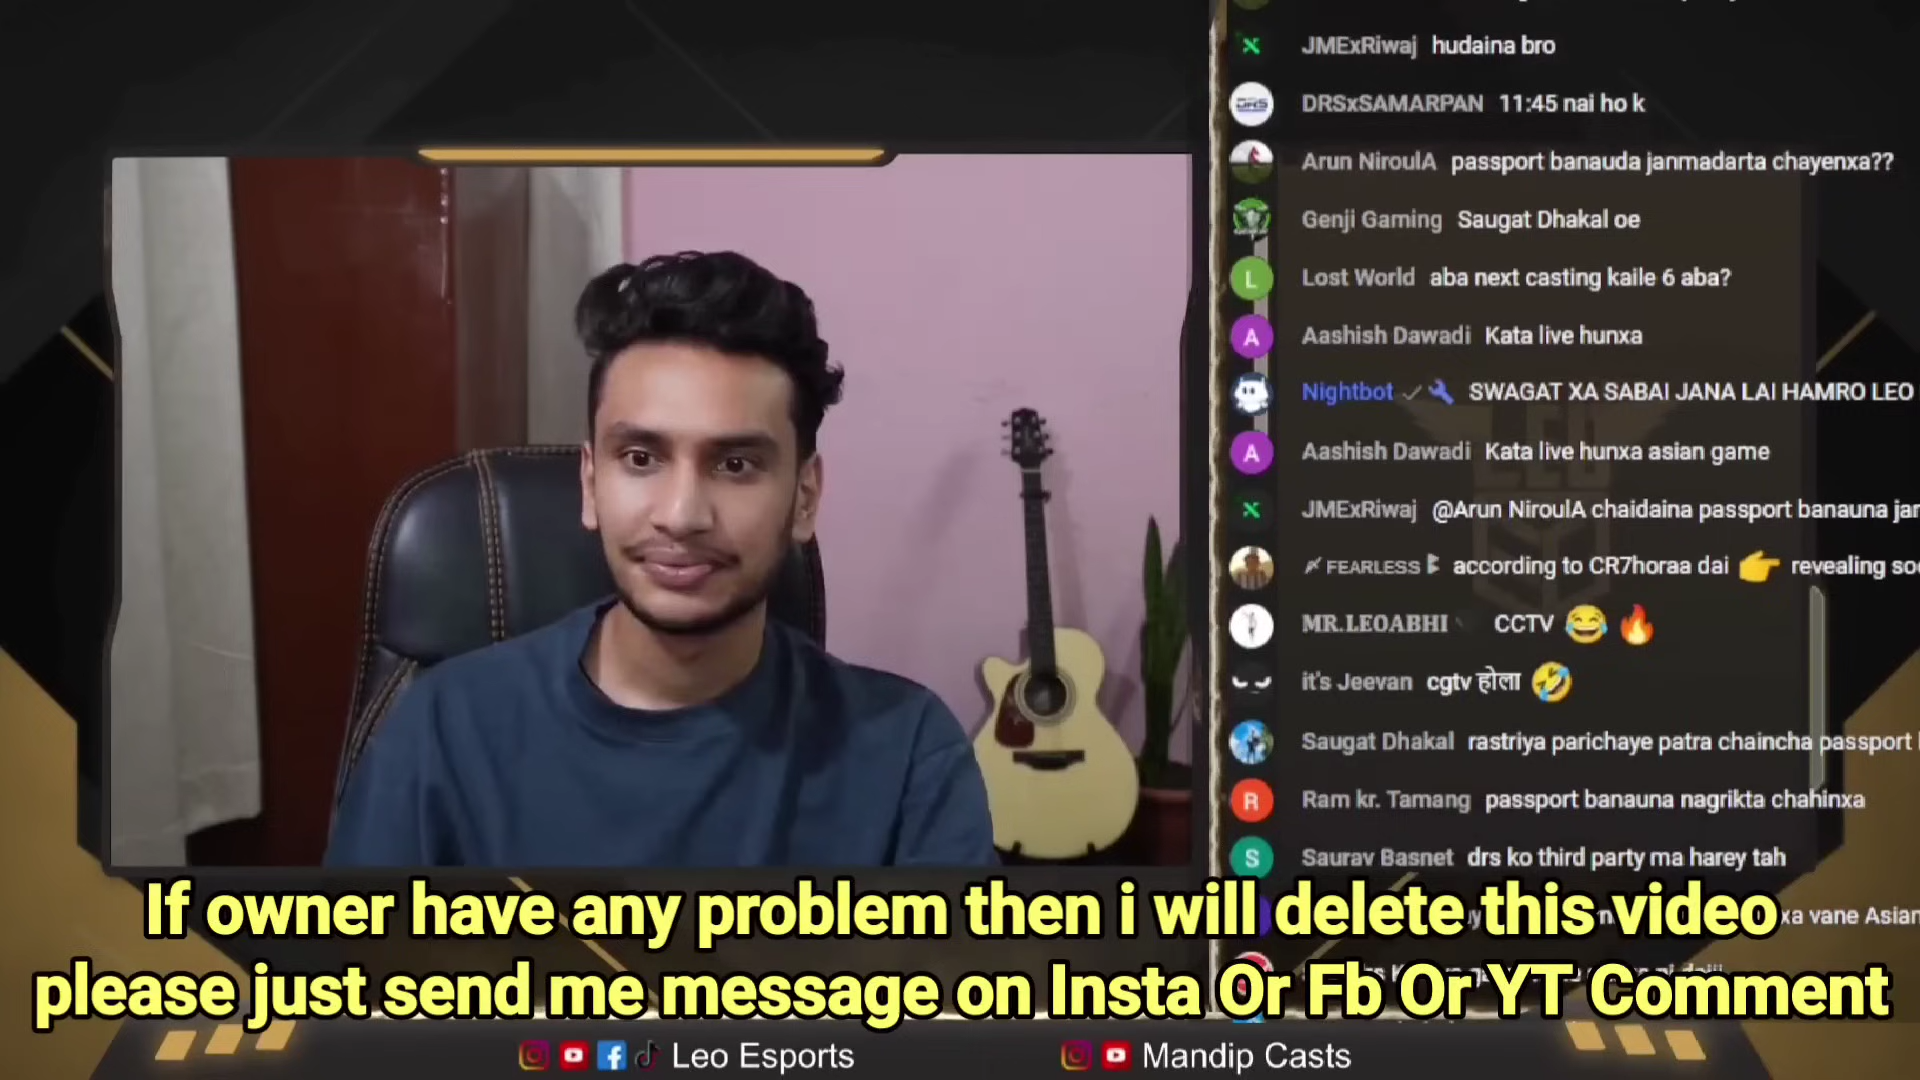 JMExRiwaj hudaina bro
DRSxSAMARPAN 11:45 nai ho k
Arun NiroulA passport banauda janmadarta chayenxa??
Genji Gaming Saugat Dhakal oe
Lost World aba next casting kaile 6 aba?
Aashish Dawadi Kata live hunxa
Nightbot SWAGAT XA SABAI JANA LAI HAMRO LEO
Aashish Dawadi Kata live hunxa asian game
JMExRiwaj @Arun NiroulA chaidaina passport banauna jan
FEARLESS according to CR7horaa dai 👉 revealing soo
MR.LEOABHI CCTV 😂 🔥
it's Jeevan cgtv होला 🤣
Saugat Dhakal rastriya parichaye patra chaincha passport
Ram kr. Tamang passport banauna nagrikta chahinxa
Saurav Basnet drs ko third party ma harey tah
xa vane Asian
If owner have any problem then i will delete this video
please just send me message on Insta Or Fb Or YT Comment
Leo Esports
Mandip Casts